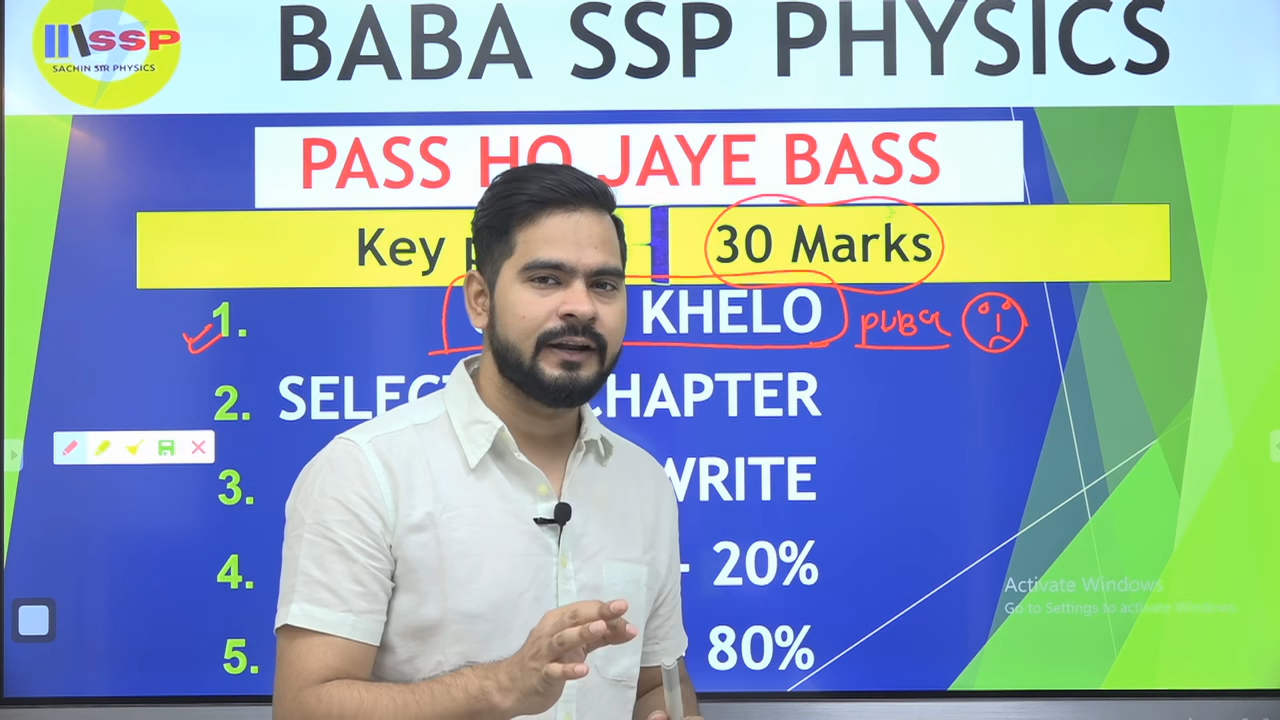 SSP
SACHIN SIR PHYSICS
BABA SSP PHYSICS
PASS HO JAYE BASS
Key
30 Marks
1. KHELO PUBG
2. SELECT CHAPTER
3. WRITE
4. - 20%
5. 80%
Activate Windows
Go to Settings to activate Windows.